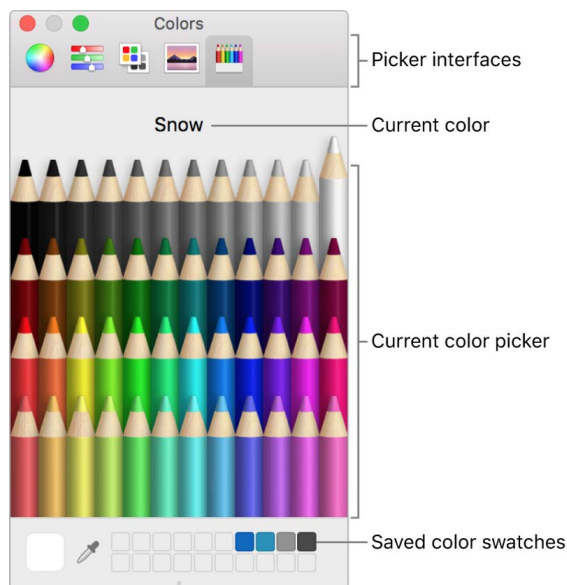 Colors
Picker interfaces
Snow
Current color
Current color picker
Saved color swatches